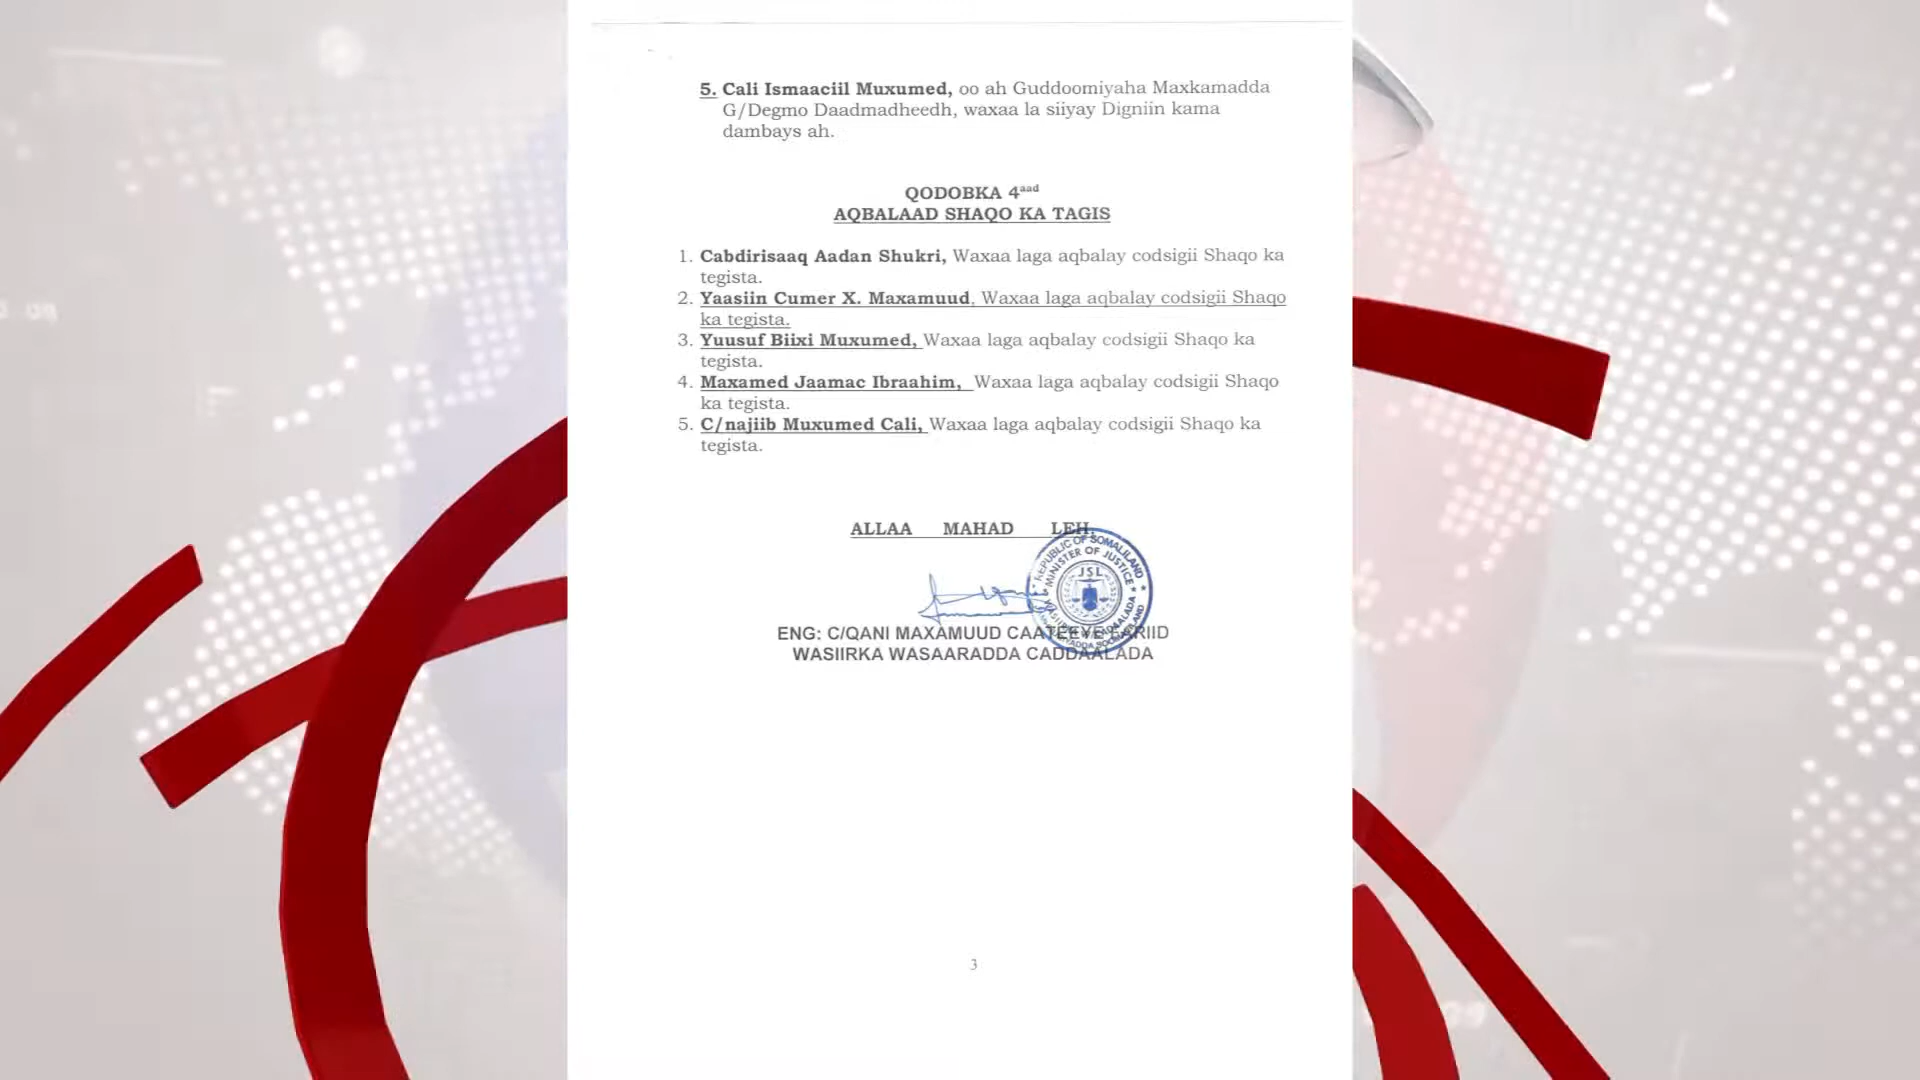 5. Cali Ismaaciil Muxumed, oo ah Guddoomiyaha Maxkamadda
G/Degmo Daadmadheedh, waxaa la siiyay Digniin kama
dambays ah.
QODOBKA 4aad
AQBALAAD SHAQO KA TAGIS
1. Cabdirisaaq Aadan Shukri, Waxaa laga aqbalay codsigii Shaqo ka
tegista.
2. Yaasiin Cumer X. Maxamuud, Waxaa laga aqbalay codsigii Shaqo
ka tegista.
3. Yuusuf Biixi Muxumed, Waxaa laga aqbalay codsigii Shaqo ka
tegista.
4. Maxamed Jaamac Ibraahim, Waxaa laga aqbalay codsigii Shaqo
ka tegista.
5. C/najiib Muxumed Cali, Waxaa laga aqbalay codsigii Shaqo ka
tegista.
ALLAA MAHAD LEH
REPUBLIC OF SOMALILAND
MINISTER OF JUSTICE
JSL
ENG: C/QANI MAXAMUUD CAATEEYE FARIID
WASIIRKA WASAARADDA CADDAALADA
3